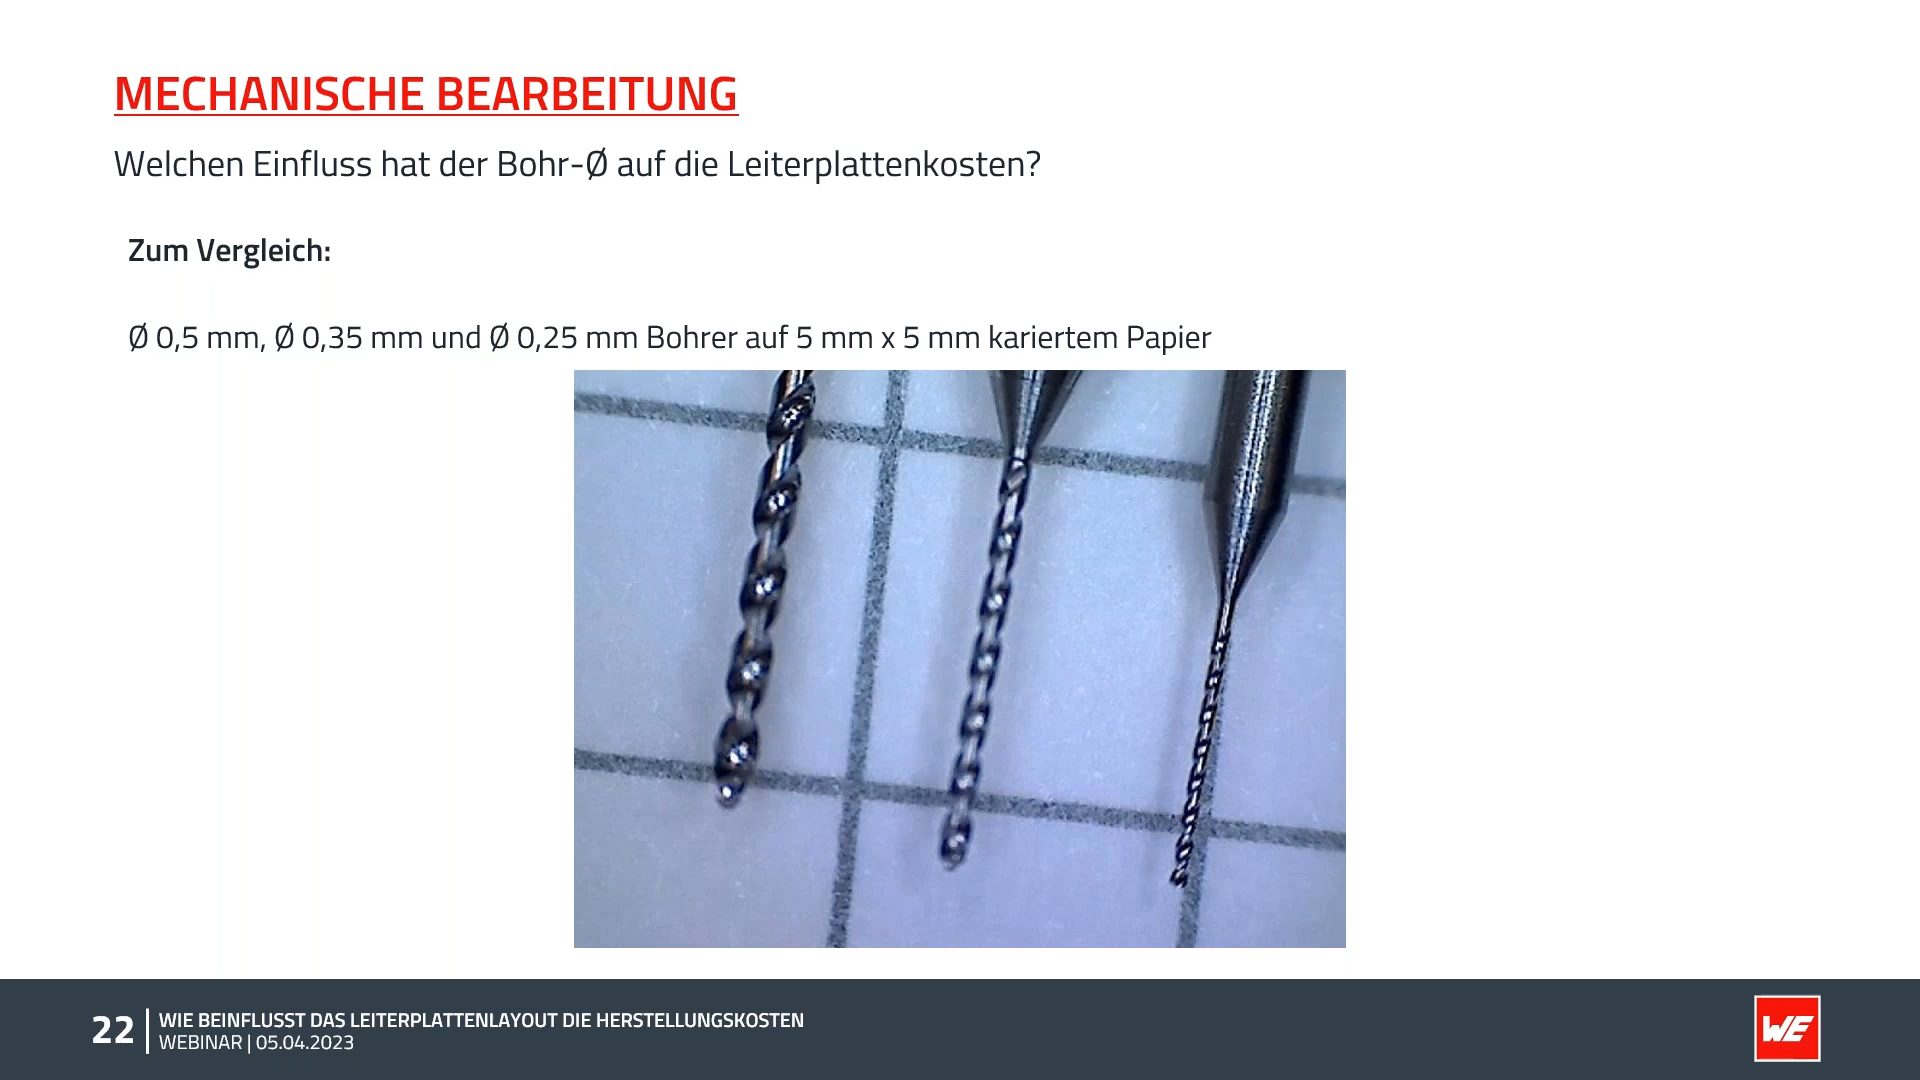 MECHANISCHE BEARBEITUNG
Welchen Einfluss hat der Bohr-Ø auf die Leiterplattenkosten?
Zum Vergleich:
Ø 0,5 mm, Ø 0,35 mm und Ø 0,25 mm Bohrer auf 5 mm x 5 mm kariertem Papier
22
WIE BEINFLUSST DAS LEITERPLATTENLAYOUT DIE HERSTELLUNGSKOSTEN
WEBINAR | 05.04.2023
WE